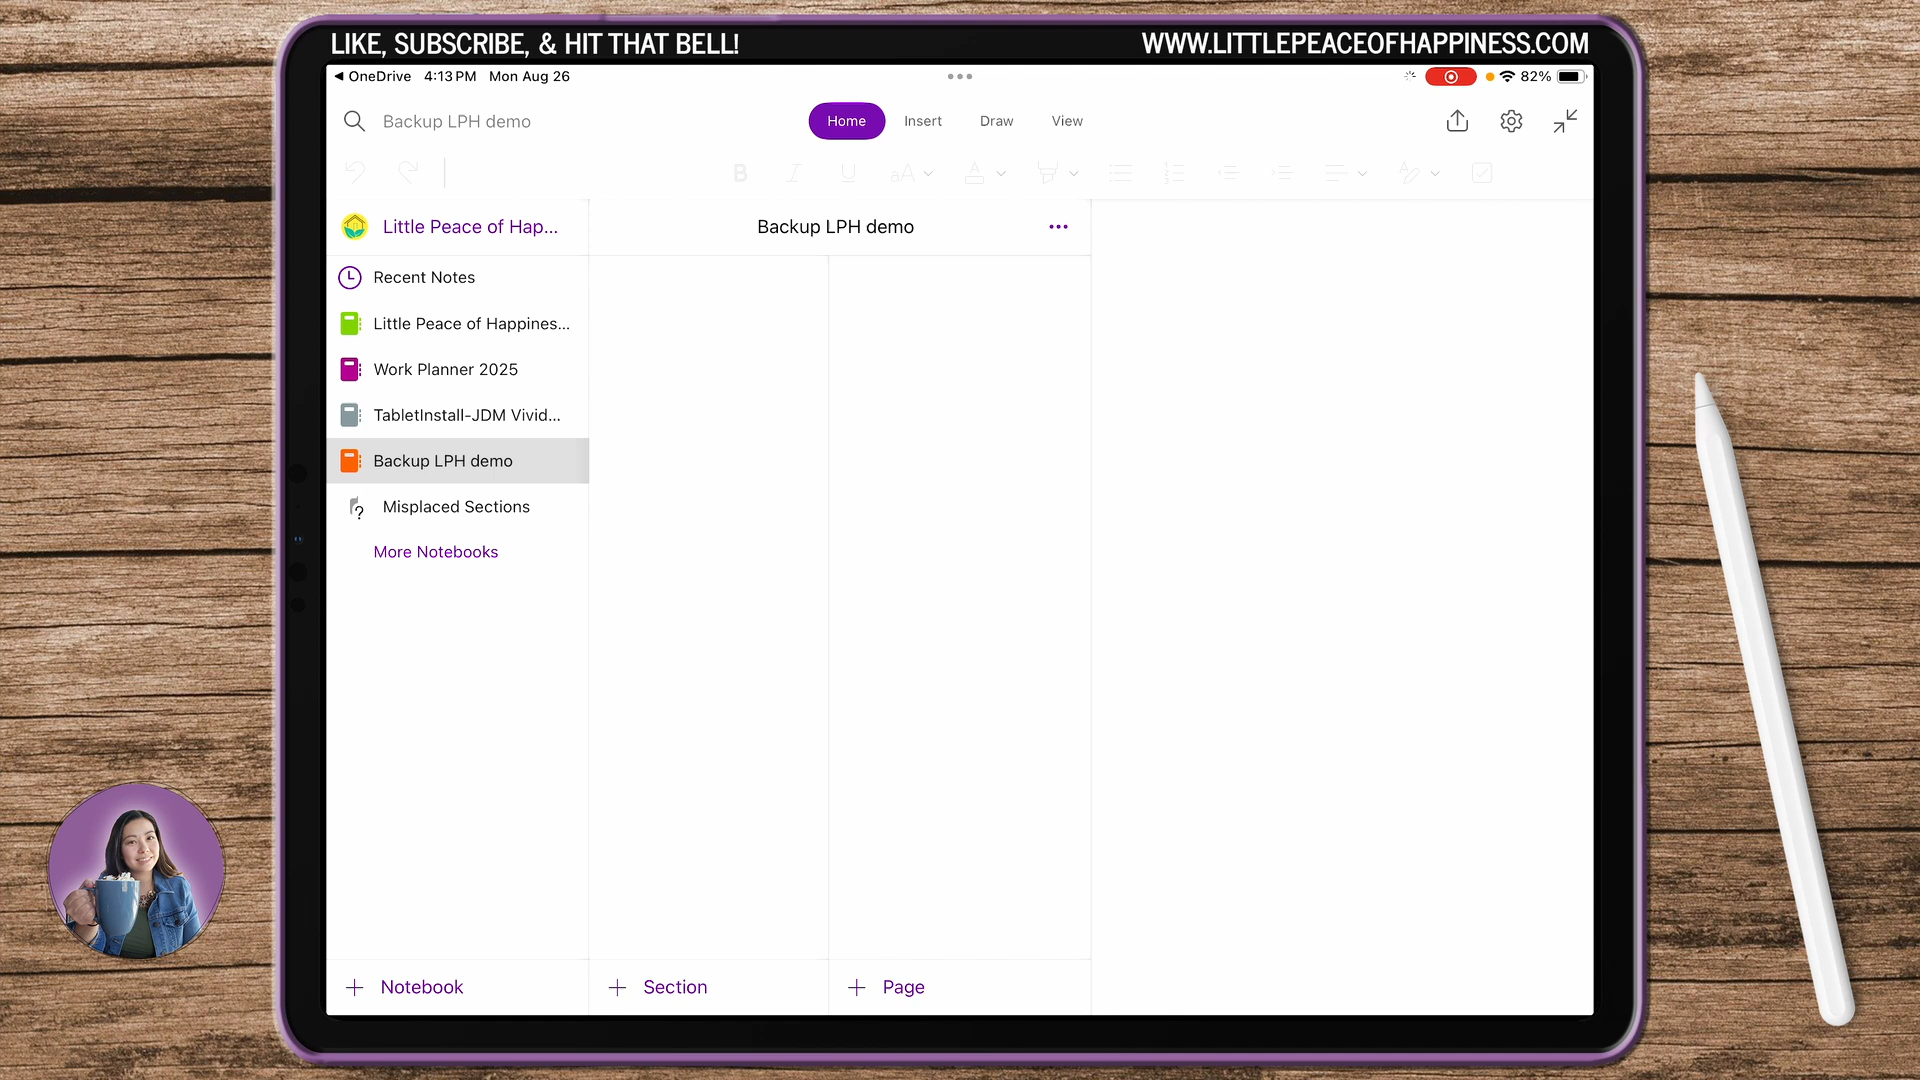 LIKE, SUBSCRIBE, & HIT THAT BELL!
WWW.LITTLEPEACEOFHAPPINESS.COM
OneDrive 4:13 PM Mon Aug 26
82%
Backup LPH demo
Home Insert Draw View
B I U aA A
Little Peace of Hap...
Backup LPH demo
Recent Notes
Little Peace of Happines...
Work Planner 2025
TabletInstall-JDM Vivid...
Backup LPH demo
Misplaced Sections
More Notebooks
Notebook
Section
Page